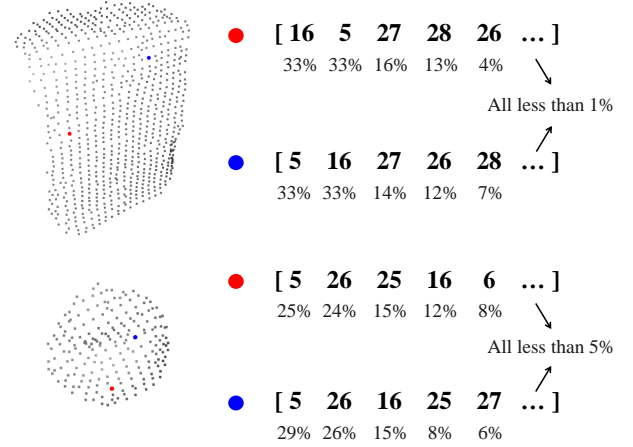 [ 16 5 27 28 26 ... ]
33% 33% 16% 13% 4%
All less than 1%
[ 5 16 27 26 28 ... ]
33% 33% 14% 12% 7%
[ 5 26 25 16 6 ... ]
25% 24% 15% 12% 8%
All less than 5%
[ 5 26 16 25 27 ... ]
29% 26% 15% 8% 6%